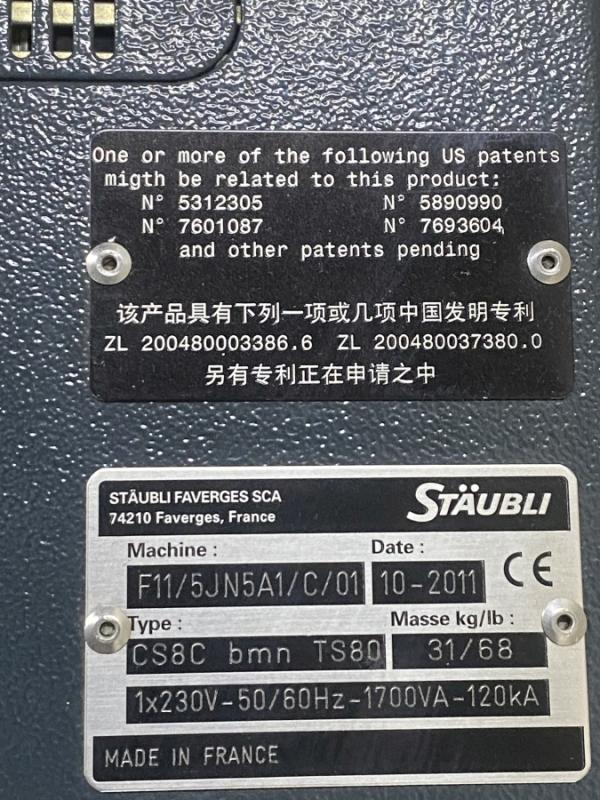 One or more of the following US patents
migth be related to this product:
N° 5312305 N° 5890990
N° 7601087 N° 7693604
and other patents pending
该产品具有下列一项或几项中国发明专利
ZL 200480003386.6 ZL 200480037380.0
另有专利正在申请之中
STÄUBLI FAVERGES SCA
74210 Faverges, France
STÄUBLI
Machine : Date :
F11/5JN5A1/C/01 10-2011 CE
Type : Masse kg/lb :
CS8C bmn TS80 31/68
1x230V-50/60Hz-1700VA-120kA
MADE IN FRANCE